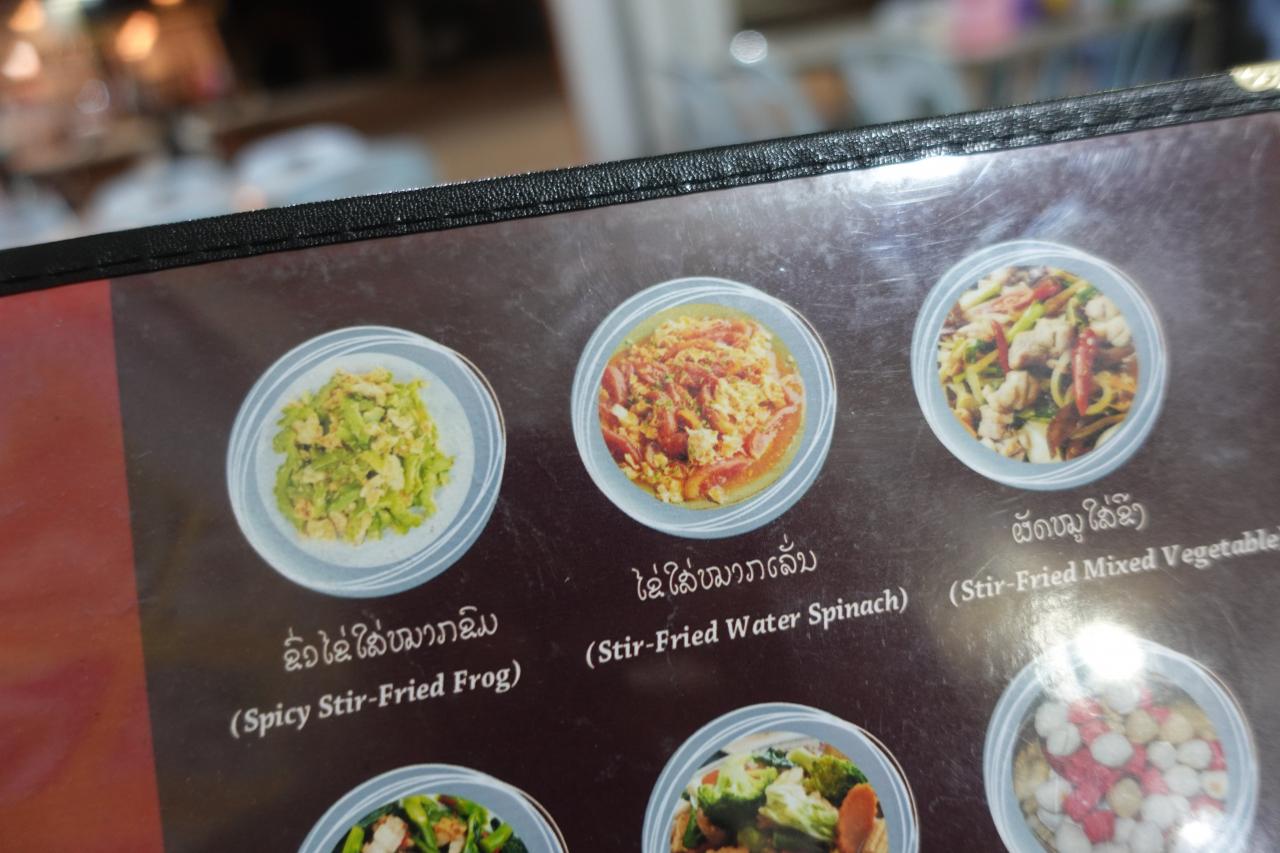 ຂົ້ວໄຂ່ໃສ່ໝາກຂົມ
(Spicy Stir-Fried Frog)
ໄຂ່ໃສ່ໝາກເລັ່ນ
(Stir-Fried Water Spinach)
ຜັດໝູໃສ່ຂີງ
(Stir-Fried Mixed Vegetable